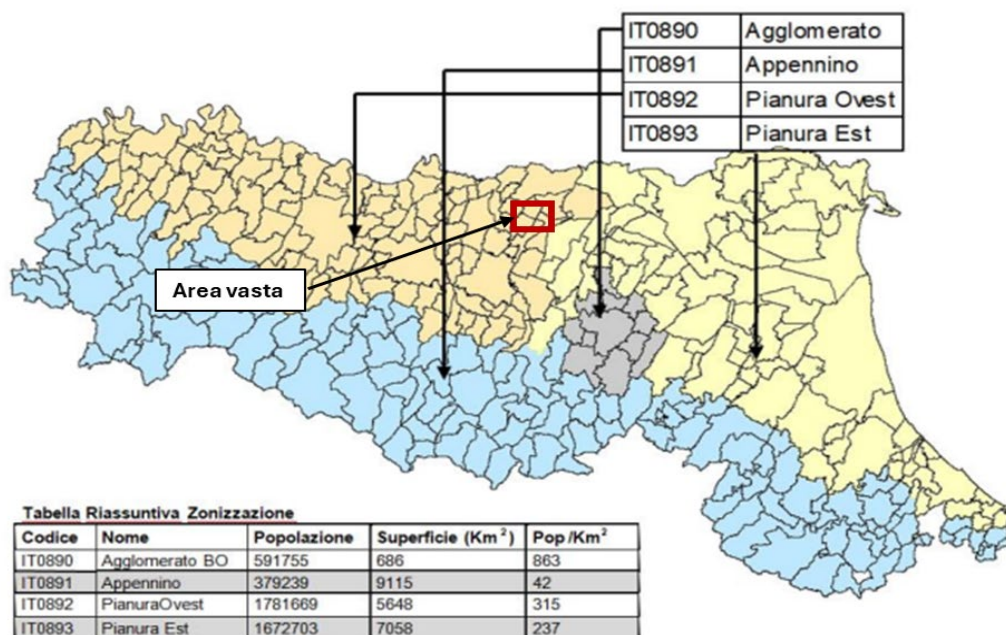 IT0890 Agglomerato
IT0891 Appennino
IT0892 Pianura Ovest
IT0893 Pianura Est
Area vasta
Tabella Riassuntiva Zonizzazione
Codice Nome Popolazione Superficie (Km²) Pop/Km²
IT0890 Agglomerato BO 591755 686 863
IT0891 Appennino 379239 9115 42
IT0892 PianuraOvest 1781669 5648 315
IT0893 Pianura Est 1672703 7058 237